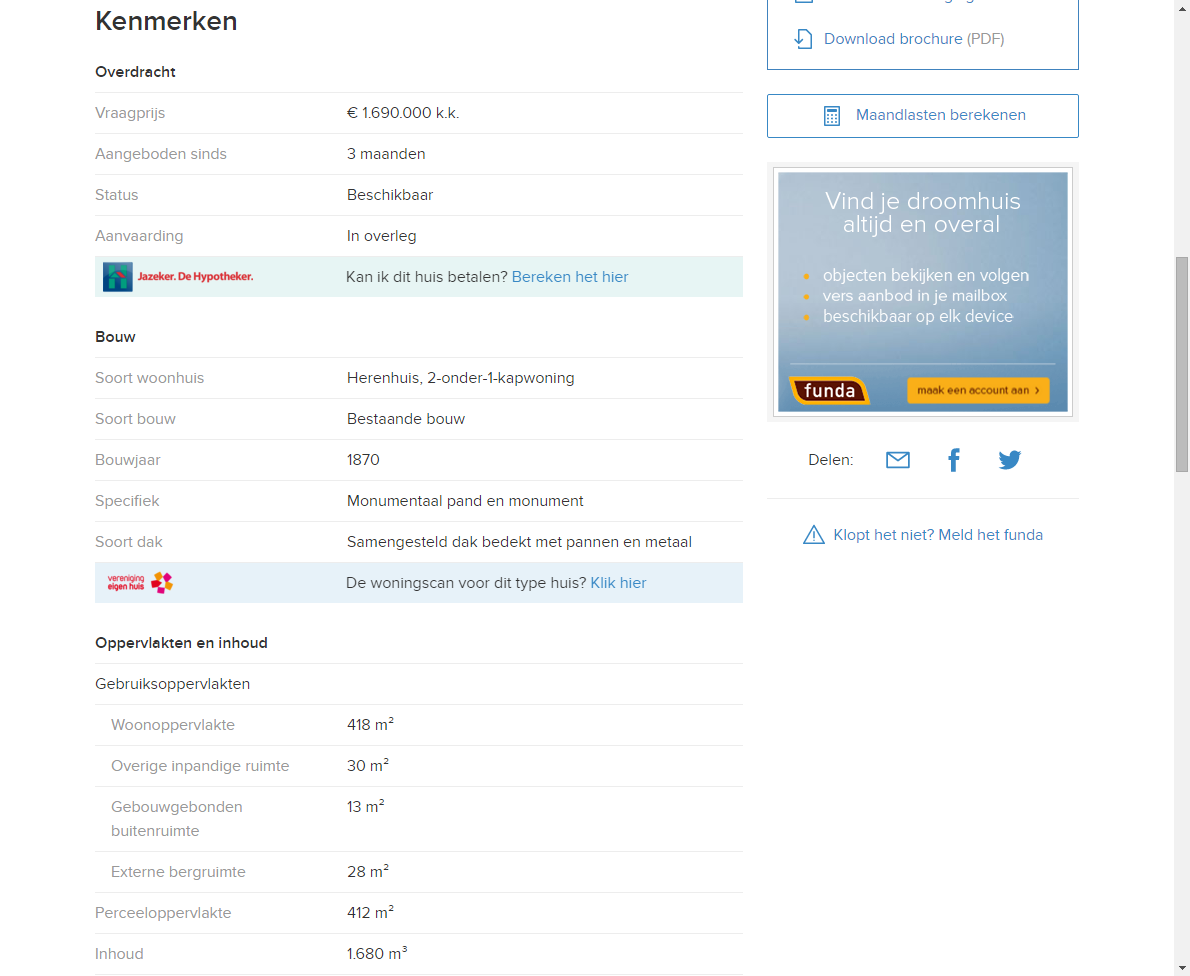 Kenmerken
Overdracht
Vraagprijs € 1.690.000 k.k.
Aangeboden sinds 3 maanden
Status Beschikbaar
Aanvaarding In overleg
Jazeker. De Hypotheker. Kan ik dit huis betalen? Bereken het hier
Bouw
Soort woonhuis Herenhuis, 2-onder-1-kapwoning
Soort bouw Bestaande bouw
Bouwjaar 1870
Specifiek Monumentaal pand en monument
Soort dak Samengesteld dak bedekt met pannen en metaal
vereniging
eigen huis
De woningscan voor dit type huis? Klik hier
Oppervlakten en inhoud
Gebruiksoppervlakten
Woonoppervlakte 418 m²
Overige inpandige ruimte 30 m²
Gebouwgebonden 13 m²
buitenruimte
Externe bergruimte 28 m²
Perceeloppervlakte 412 m²
Inhoud 1.680 m³
Download brochure (PDF)
Maandlasten berekenen
Vind je droomhuis
altijd en overal
• objecten bekijken en volgen
• vers aanbod in je mailbox
• beschikbaar op elk device
funda
maak een account aan ›
Delen:
Klopt het niet? Meld het funda